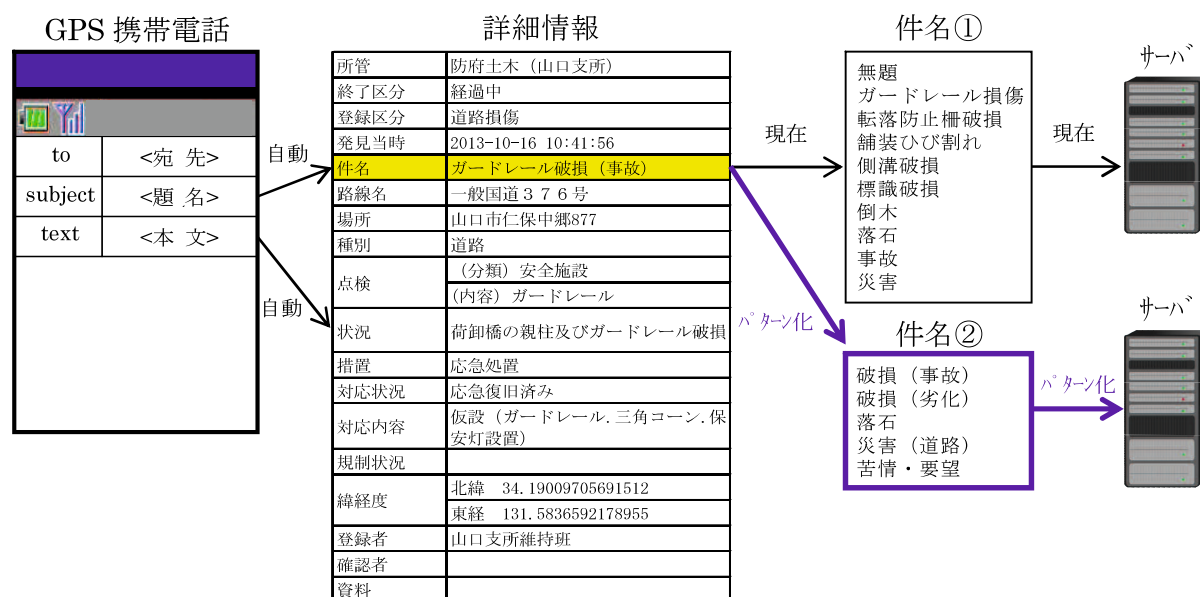 GPS 携帯電話
to <宛 先>
subject <題 名>
text <本 文>
自動
自動
詳細情報
所管 防府土木（山口支所）
終了区分 経過中
登録区分 道路損傷
発見当時 2013-10-16 10:41:56
件名 ガードレール破損（事故）
路線名 一般国道３７６号
場所 山口市仁保中郷877
種別 道路
点検 （分類）安全施設
(内容）ガードレール
状況 荷卸橋の親柱及びガードレール破損
措置 応急処置
対応状況 応急復旧済み
対応内容 仮設（ガードレール.三角コーン.保
安灯設置）
規制状況
緯経度 北緯 34.19009705691512
東経 131.5836592178955
登録者 山口支所維持班
確認者
資料
現在
パターン化
件名①
無題
ガードレール損傷
転落防止柵破損
舗装ひび割れ
側溝破損
標識破損
倒木
落石
事故
災害
現在
サーバ
件名②
破損（事故）
破損（劣化）
落石
災害（道路）
苦情・要望
パターン化
サーバ